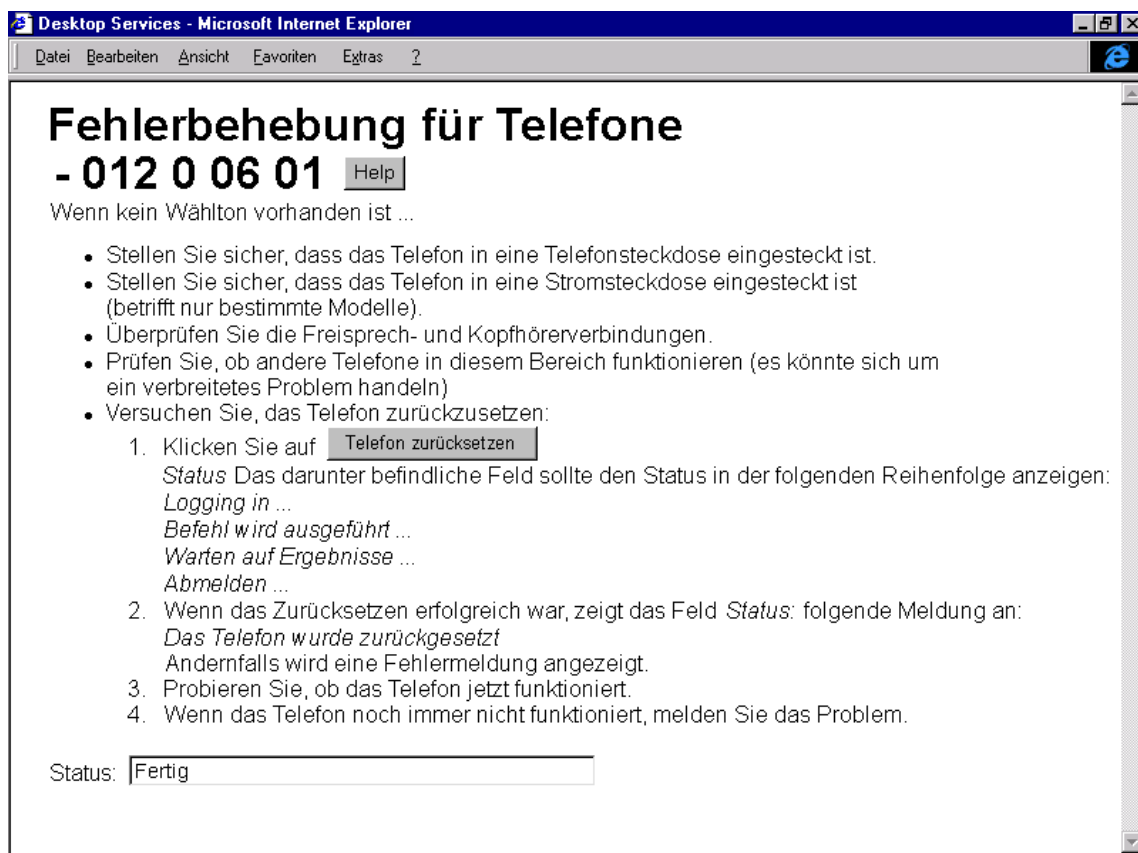 Desktop Services - Microsoft Internet Explorer
Datei Bearbeiten Ansicht Favoriten Extras ?
Fehlerbehebung für Telefone
- 012 0 06 01 Help
Wenn kein Wählton vorhanden ist ...
• Stellen Sie sicher, dass das Telefon in eine Telefonsteckdose eingesteckt ist.
• Stellen Sie sicher, dass das Telefon in eine Stromsteckdose eingesteckt ist
(betrifft nur bestimmte Modelle).
• Überprüfen Sie die Freisprech- und Kopfhörerverbindungen.
• Prüfen Sie, ob andere Telefone in diesem Bereich funktionieren (es könnte sich um
ein verbreitetes Problem handeln)
• Versuchen Sie, das Telefon zurückzusetzen:
1. Klicken Sie auf Telefon zurücksetzen
Status Das darunter befindliche Feld sollte den Status in der folgenden Reihenfolge anzeigen:
Logging in ...
Befehl wird ausgeführt ...
Warten auf Ergebnisse ...
Abmelden ...
2. Wenn das Zurücksetzen erfolgreich war, zeigt das Feld Status: folgende Meldung an:
Das Telefon wurde zurückgesetzt
Andernfalls wird eine Fehlermeldung angezeigt.
3. Probieren Sie, ob das Telefon jetzt funktioniert.
4. Wenn das Telefon noch immer nicht funktioniert, melden Sie das Problem.
Status: Fertig